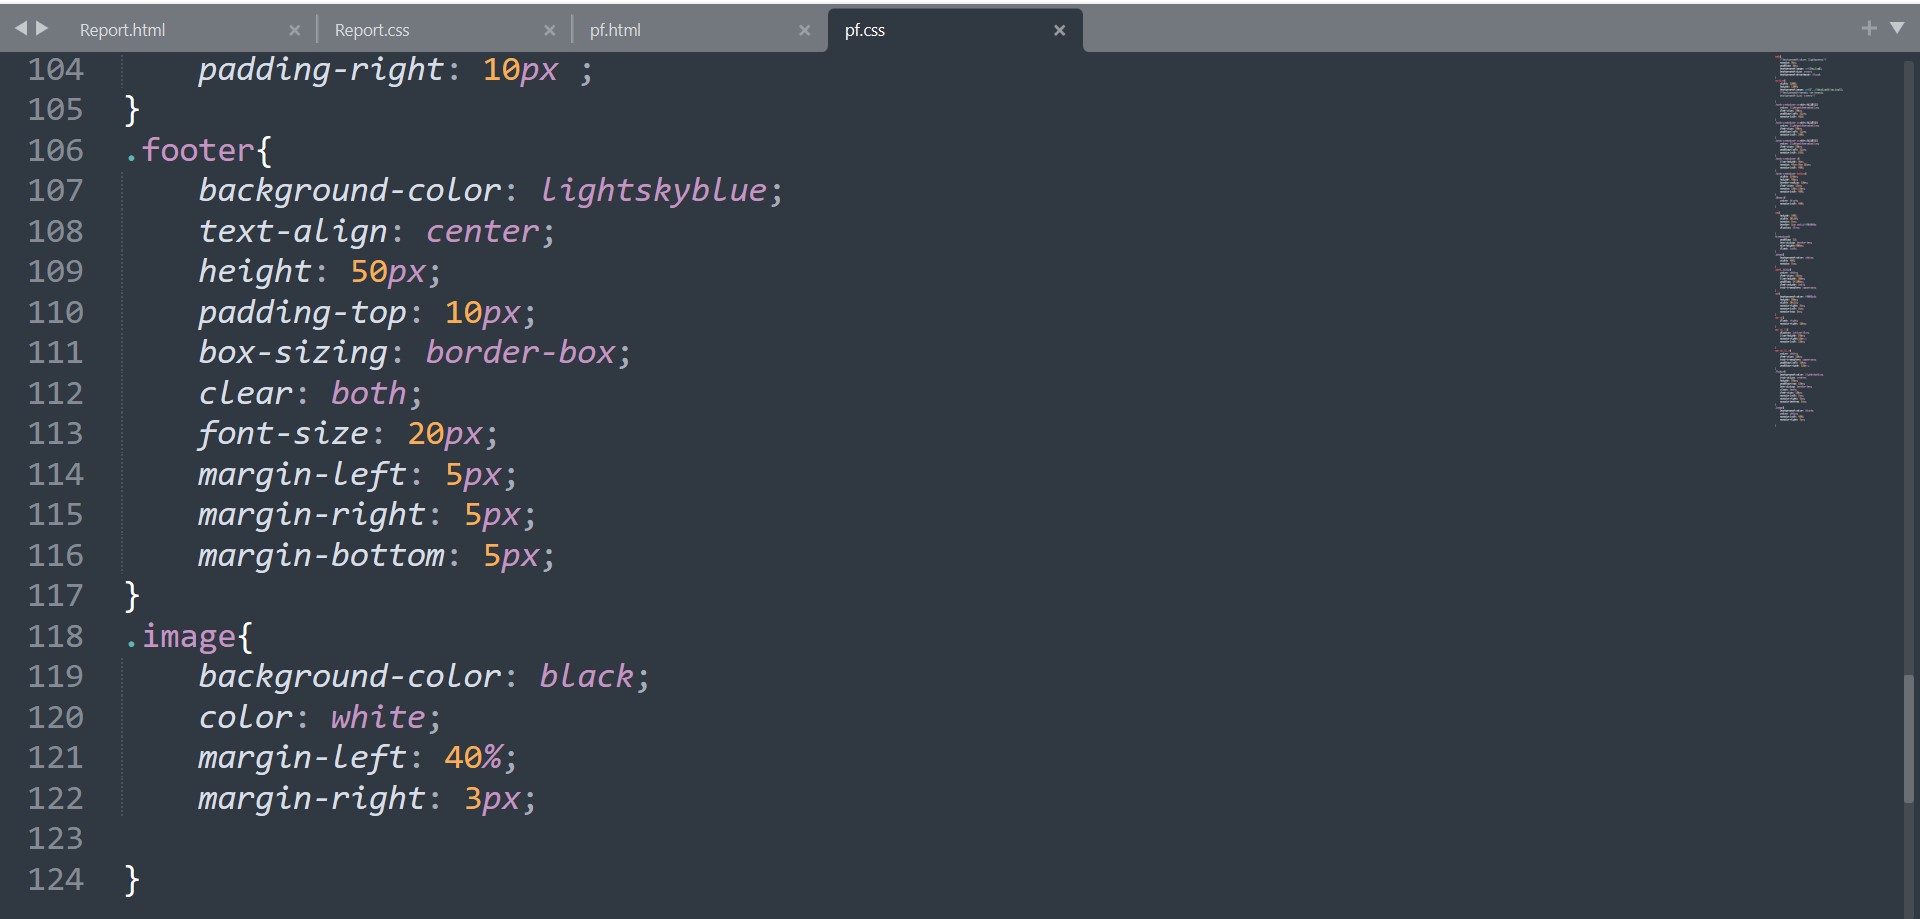 Report.html × Report.css × pf.html × pf.css × +
104 padding-right: 10px ;
105 }
106 .footer{
107 background-color: lightskyblue;
108 text-align: center;
109 height: 50px;
110 padding-top: 10px;
111 box-sizing: border-box;
112 clear: both;
113 font-size: 20px;
114 margin-left: 5px;
115 margin-right: 5px;
116 margin-bottom: 5px;
117 }
118 .image{
119 background-color: black;
120 color: white;
121 margin-left: 40%;
122 margin-right: 3px;
123
124 }